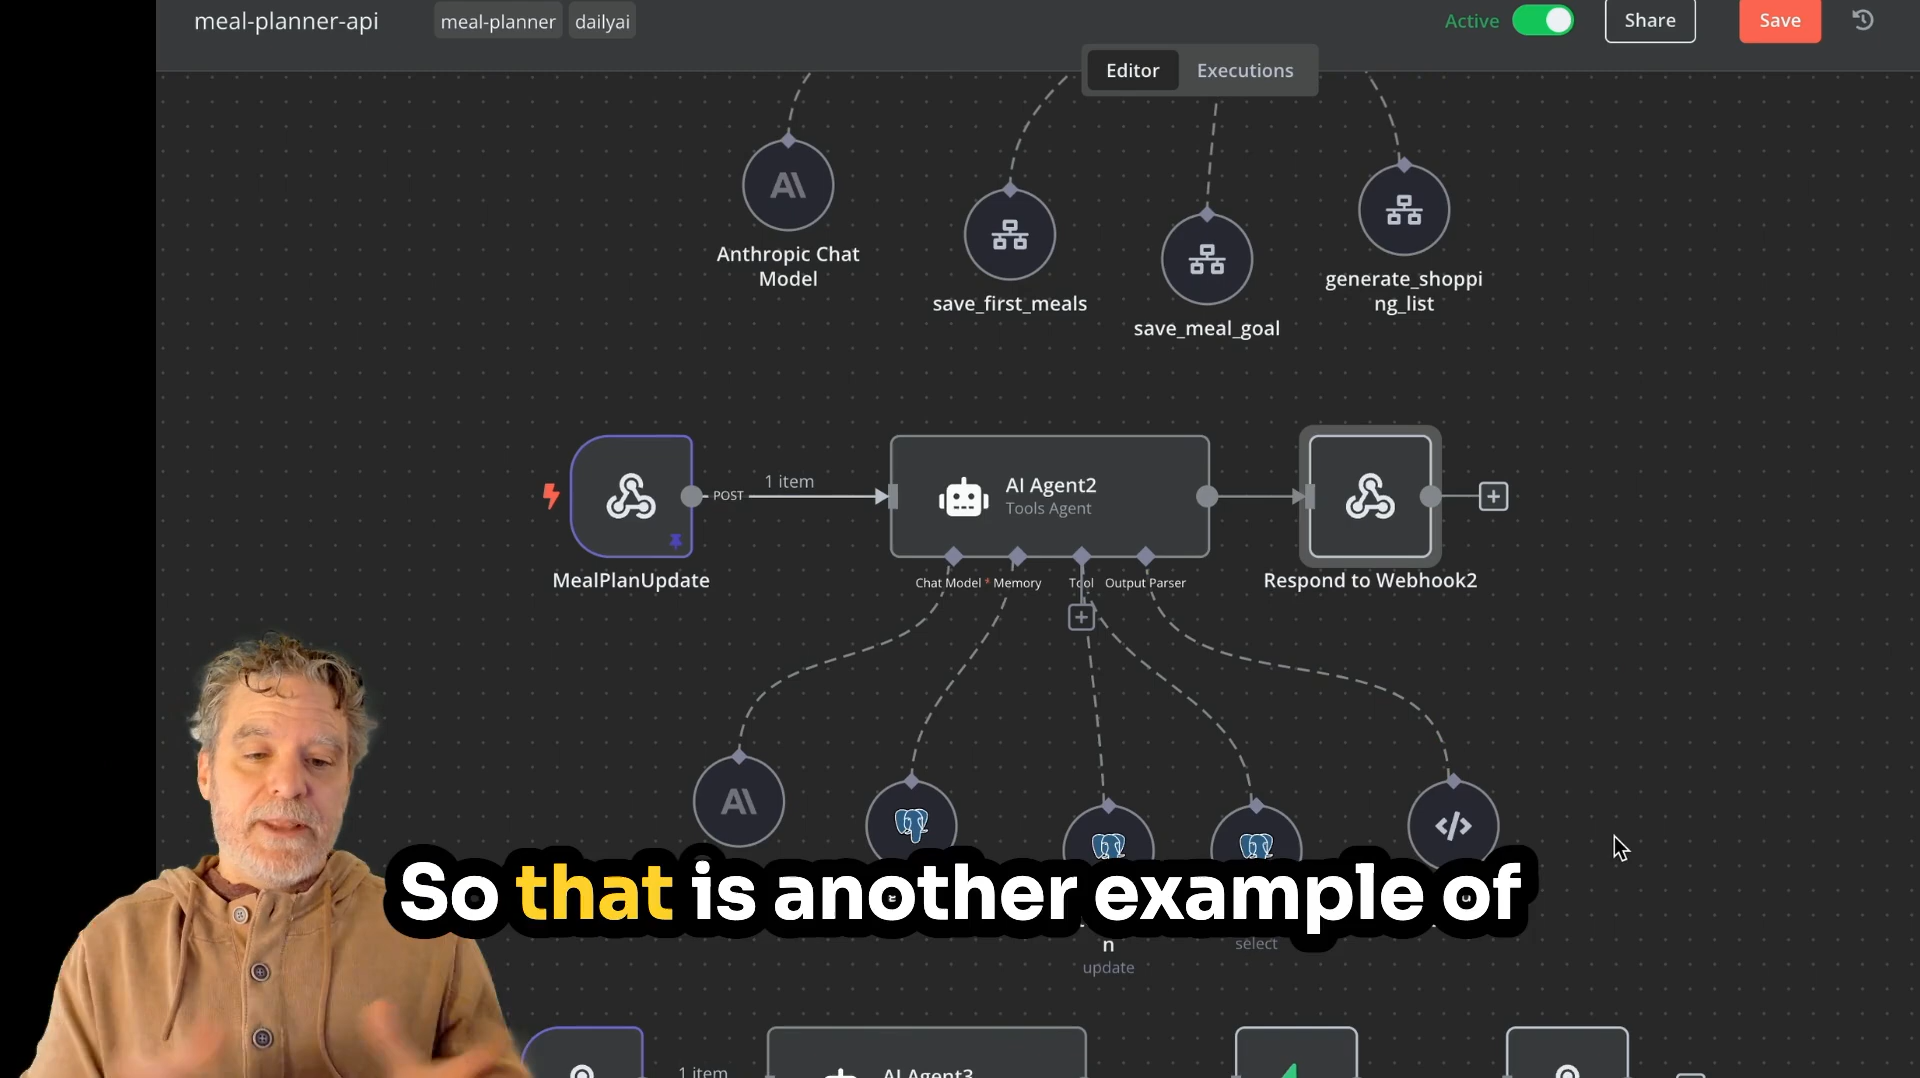 meal-planner-api
meal-planner
dailyai
Active
Share
Save
Editor
Executions
Anthropic Chat
Model
save_first_meals
save_meal_goal
generate_shoppi
ng_list
POST
1 item
AI Agent2
Tools Agent
MealPlanUpdate
Chat Model *
Memory
Tool
Output Parser
Respond to Webhook2
So that is another example of
n
update
select
1 item
AI Agent3